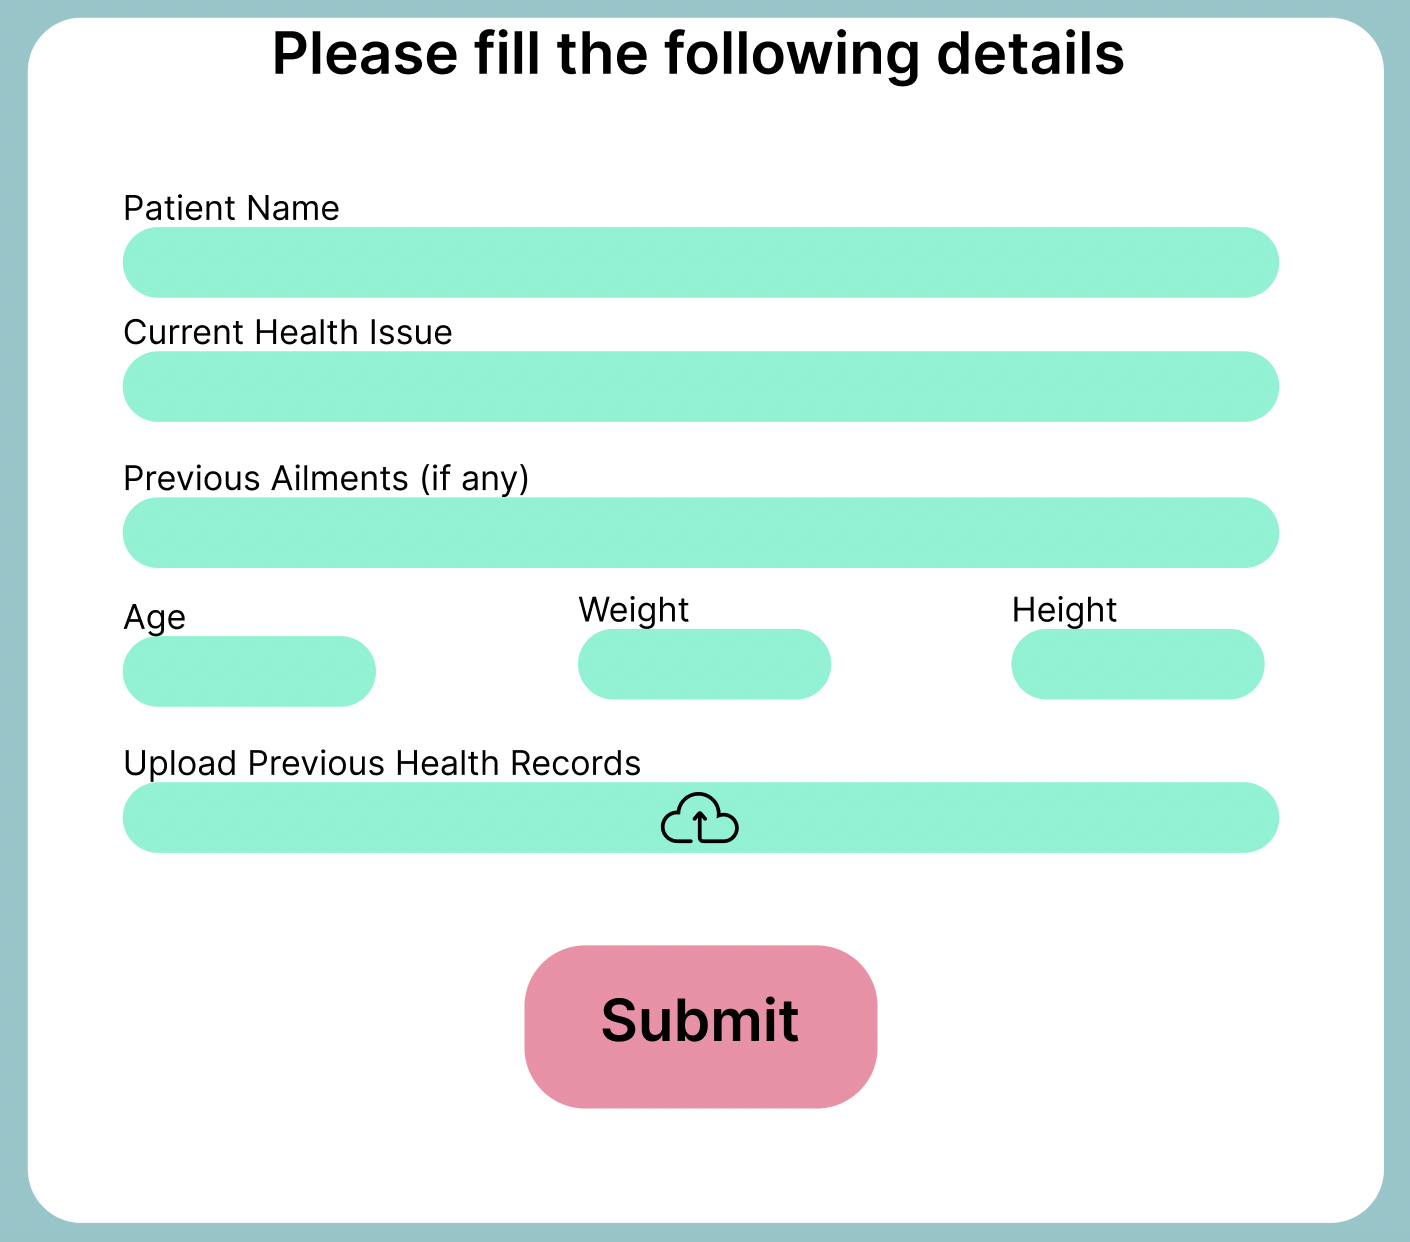 Please fill the following details
Patient Name
Current Health Issue
Previous Ailments (if any)
Age
Weight
Height
Upload Previous Health Records
Submit